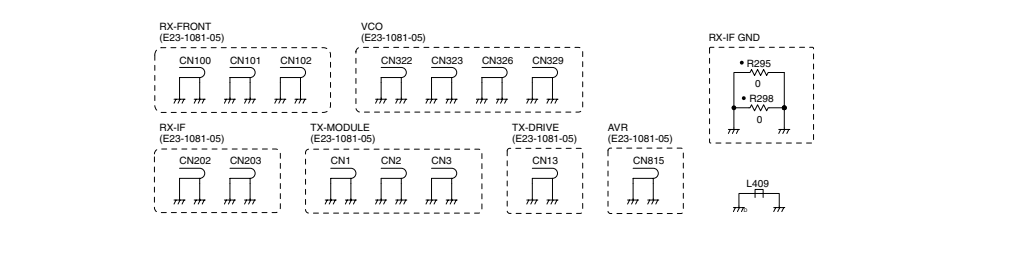 RX-FRONT
(E23-1081-05)
CN100 CN101 CN102
VCO
(E23-1081-05)
CN322 CN323 CN326 CN329
RX-IF GND
• R295
0
• R298
0
RX-IF
(E23-1081-05)
CN202 CN203
TX-MODULE
(E23-1081-05)
CN1 CN2 CN3
TX-DRIVE
(E23-1081-05)
CN13
AVR
(E23-1081-05)
CN815
L409